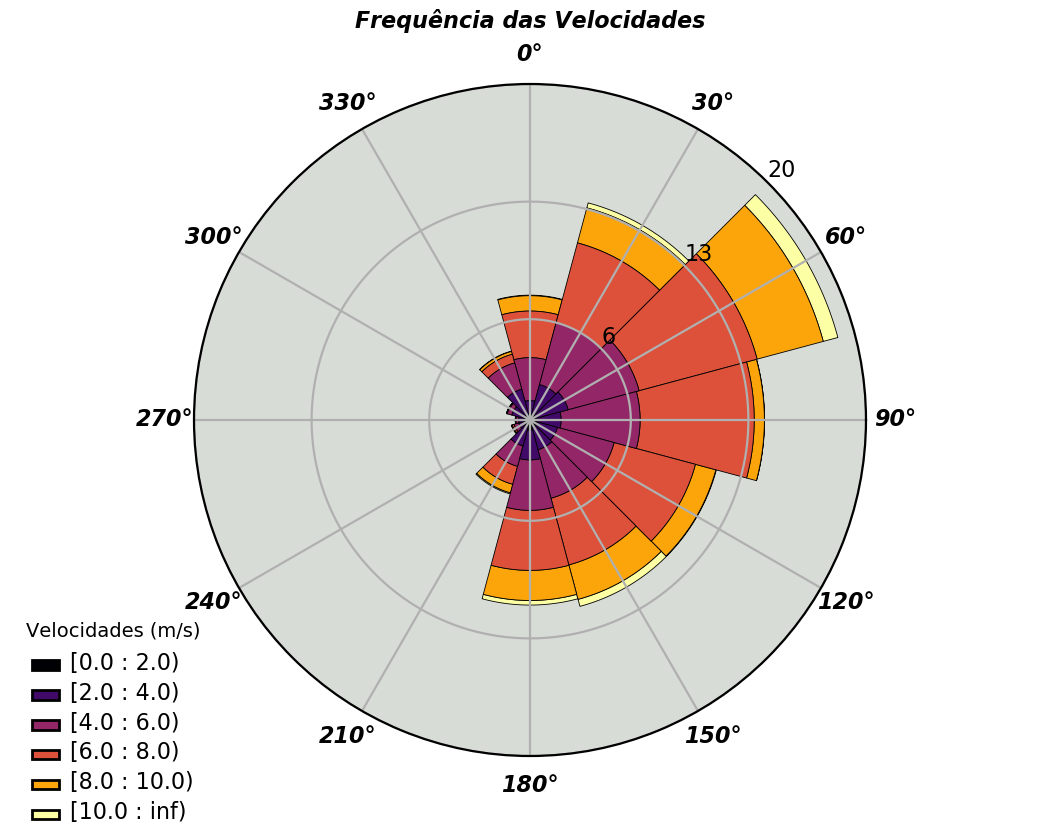 Frequência das Velocidades
0°
330°
30°
20
300°
60°
13
6
270°
90°
240°
120°
210°
150°
180°
Velocidades (m/s)
[0.0 : 2.0)
[2.0 : 4.0)
[4.0 : 6.0)
[6.0 : 8.0)
[8.0 : 10.0)
[10.0 : inf)